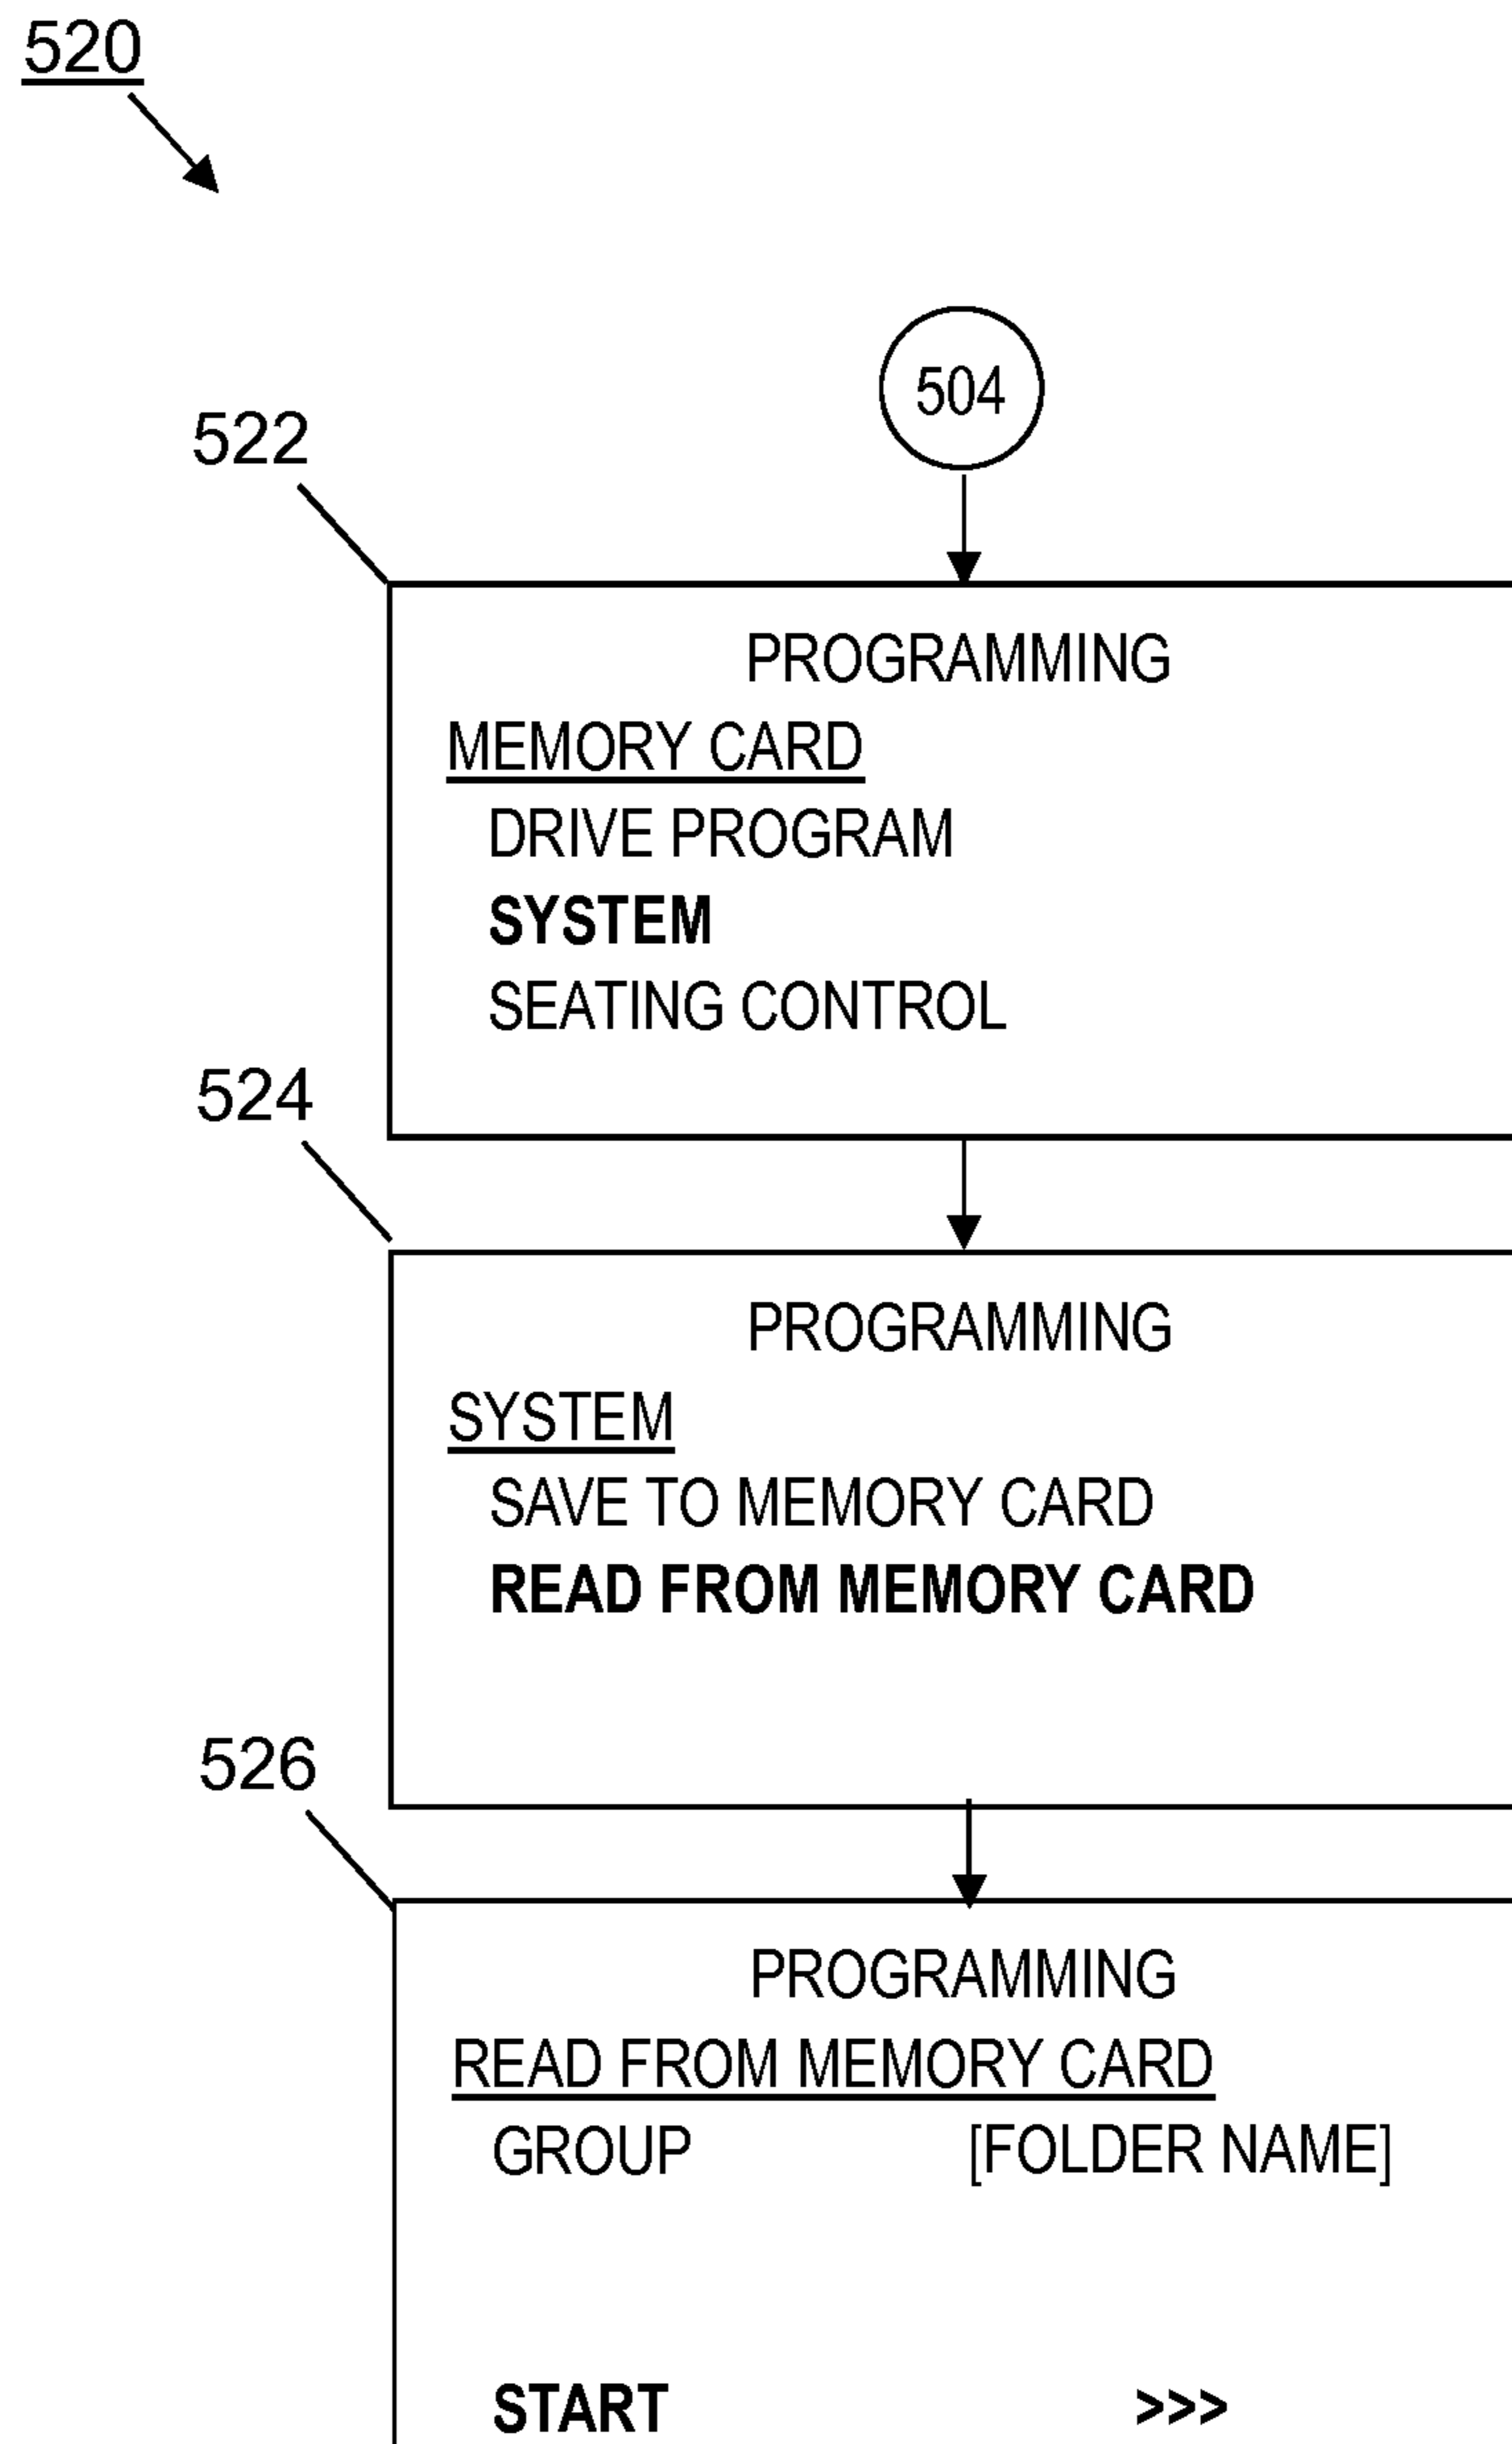 520
504
522
PROGRAMMING
MEMORY CARD
DRIVE PROGRAM
SYSTEM
SEATING CONTROL
524
PROGRAMMING
SYSTEM
SAVE TO MEMORY CARD
READ FROM MEMORY CARD
526
PROGRAMMING
READ FROM MEMORY CARD
GROUP [FOLDER NAME]
START >>>